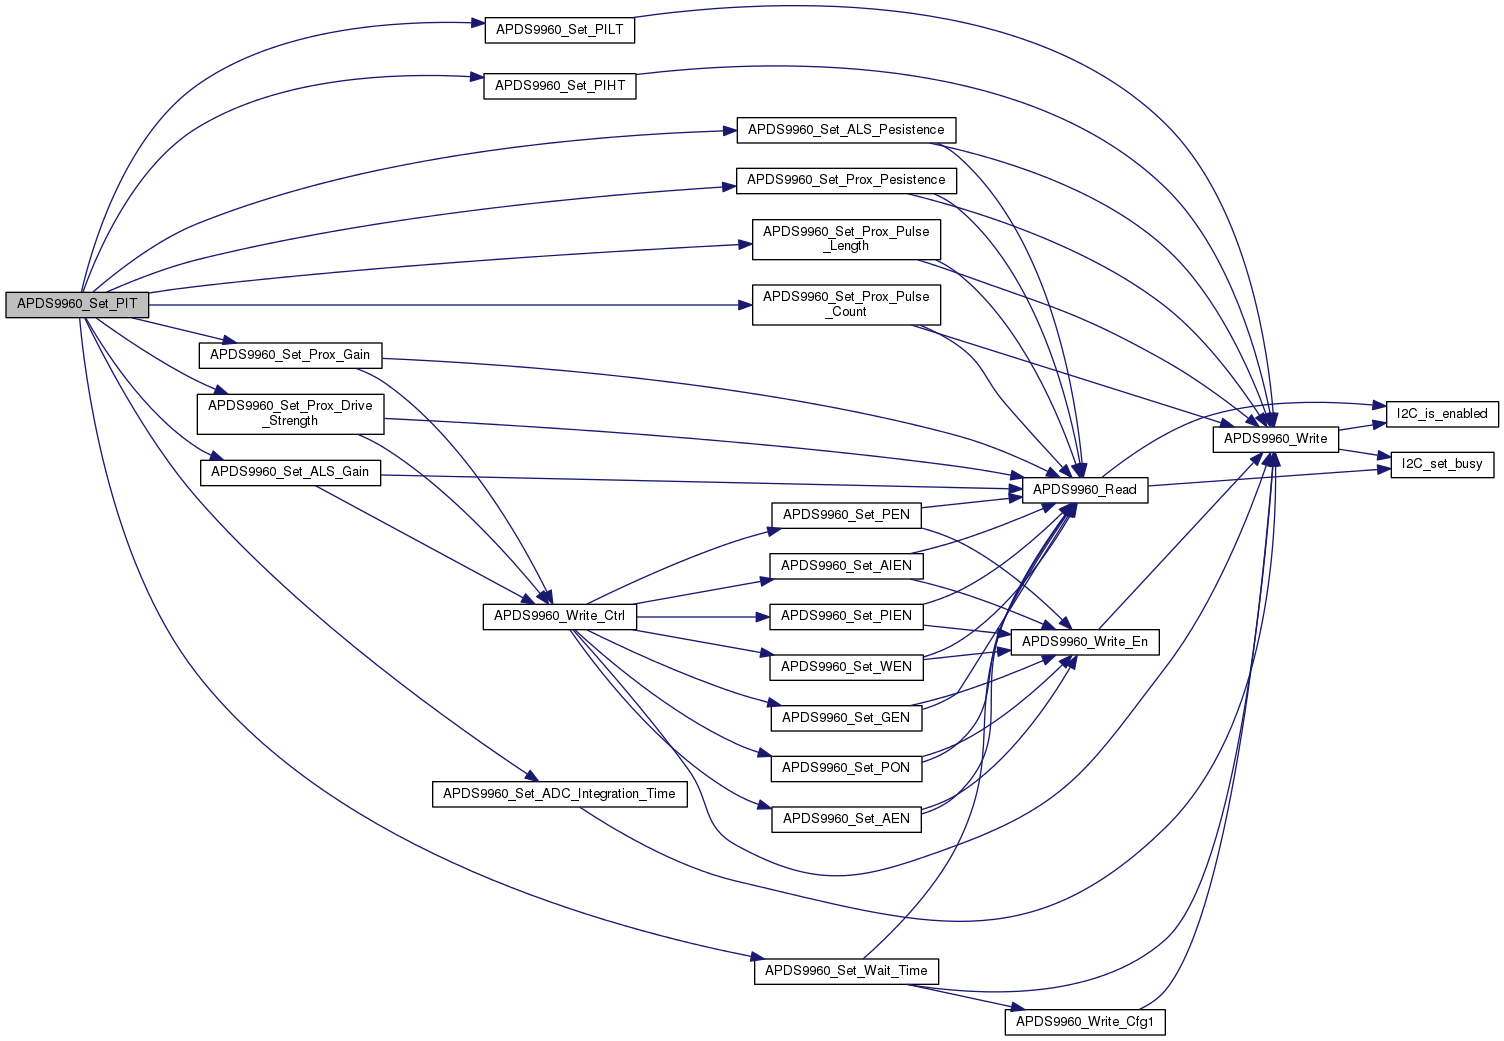 APDS9960_Set_PILT
APDS9960_Set_PIHT
APDS9960_Set_ALS_Pesistence
APDS9960_Set_Prox_Pesistence
APDS9960_Set_Prox_Pulse
_Length
APDS9960_Set_PIT
APDS9960_Set_Prox_Pulse
_Count
APDS9960_Set_Prox_Gain
APDS9960_Set_Prox_Drive
_Strength
I2C_is_enabled
APDS9960_Write
I2C_set_busy
APDS9960_Set_ALS_Gain
APDS9960_Read
APDS9960_Set_PEN
APDS9960_Set_AIEN
APDS9960_Write_Ctrl
APDS9960_Set_PIEN
APDS9960_Write_En
APDS9960_Set_WEN
APDS9960_Set_GEN
APDS9960_Set_PON
APDS9960_Set_ADC_Integration_Time
APDS9960_Set_AEN
APDS9960_Set_Wait_Time
APDS9960_Write_Cfg1